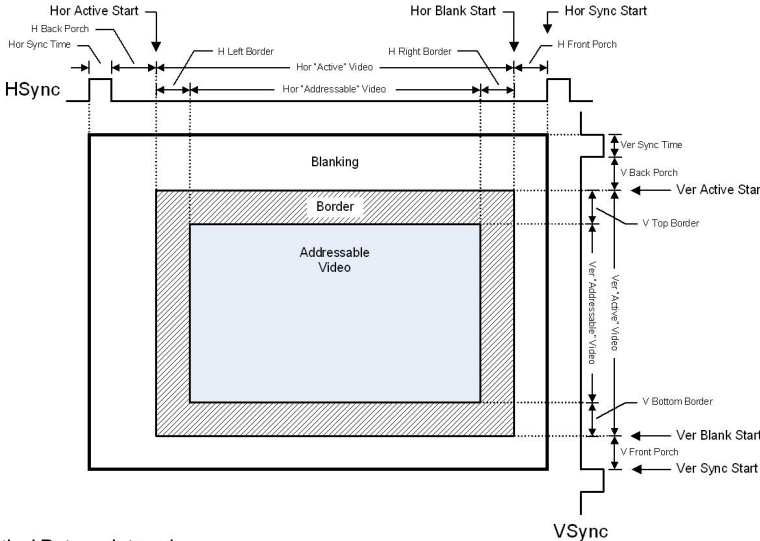 Hor Active Start
Hor Blank Start
Hor Sync Start
H Back Porch
Hor Sync Time
H Left Border
H Right Border
H Front Porch
Hor "Active" Video
Hor "Addressable" Video
HSync
Ver Sync Time
Blanking
V Back Porch
Ver Active Star
Border
V Top Border
Addressable
Video
Ver "Addressable" Video
Ver "Active" Video
V Bottom Border
Ver Blank Start
V Front Porch
Ver Sync Start
VSync